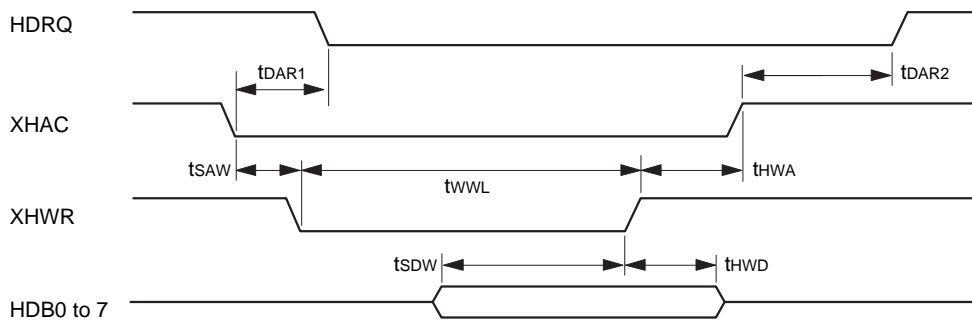 HDRQ
tDAR1
tDAR2
XHAC
tSAW
tWWL
tHWA
XHWR
tSDW
tHWD
HDB0 to 7